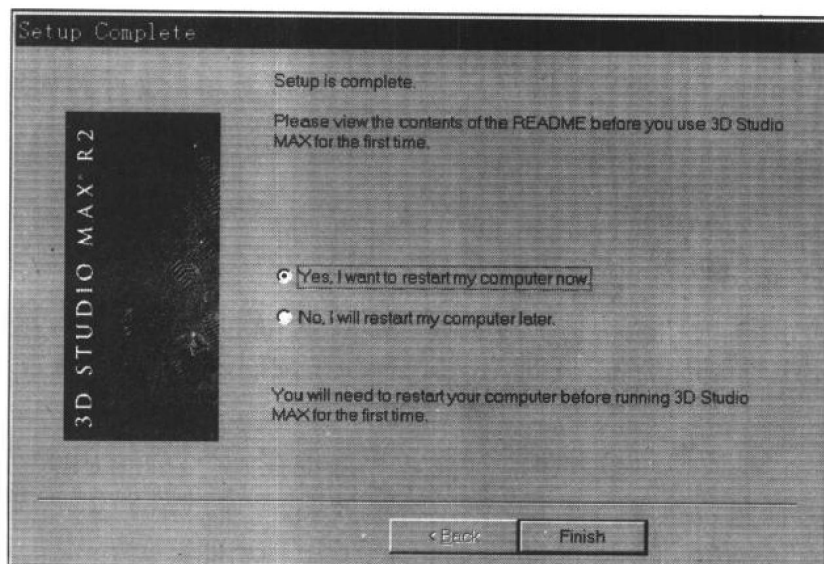 Setup Complete
Setup is complete.
Please view the contents of the README before you use 3D Studio
MAX for the first time.
3D STUDIO MAX R2
Yes, I want to restart my computer now.
No, I will restart my computer later.
You will need to restart your computer before running 3D Studio
MAX for the first time.
< Back
Finish